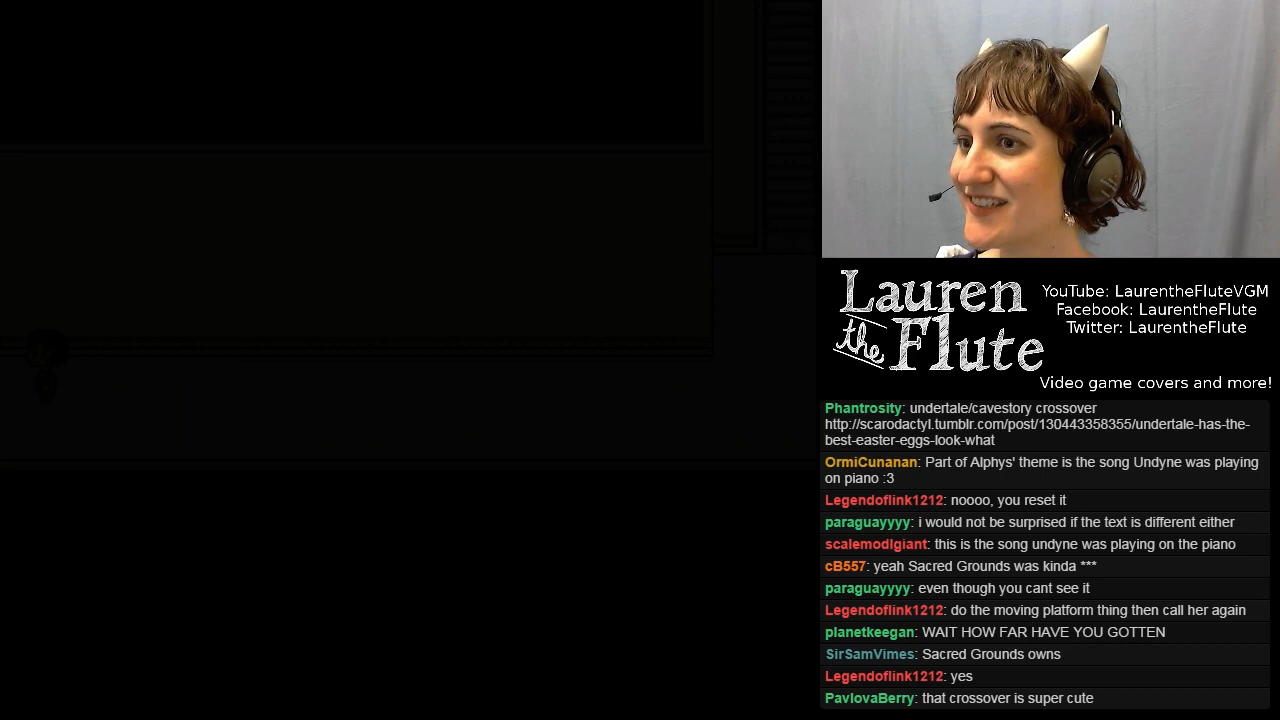 Lauren
the Flute
YouTube: LaurentheFluteVGM
Facebook: LaurentheFlute
Twitter: LaurentheFlute
Video game covers and more!
Phantrosity: undertale/cavestory crossover
http://scarodactyl.tumblr.com/post/130443358355/undertale-has-the-
best-easter-eggs-look-what
OrmiCunanan: Part of Alphys' theme is the song Undyne was playing
on piano :3
Legendoflink1212: noooo, you reset it
paraguayyyy: i would not be surprised if the text is different either
scalemodlgiant: this is the song undyne was playing on the piano
cB557: yeah Sacred Grounds was kinda ***
paraguayyyy: even though you cant see it
Legendoflink1212: do the moving platform thing then call her again
planetkeegan: WAIT HOW FAR HAVE YOU GOTTEN
SirSamVimes: Sacred Grounds owns
Legendoflink1212: yes
PavlovaBerry: that crossover is super cute